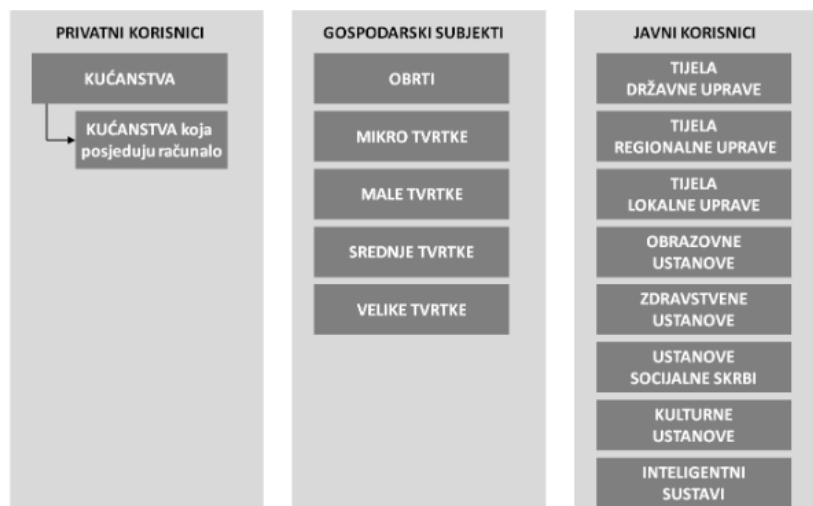 PRIVATNI KORISNICI
KUĆANSTVA
KUĆANSTVA koja
posjeduju računalo
GOSPODARSKI SUBJEKTI
OBRTI
MIKRO TVRTKE
MALE TVRTKE
SREDNJE TVRTKE
VELIKE TVRTKE
JAVNI KORISNICI
TIJELA
DRŽAVNE UPRAVE
TIJELA
REGIONALNE UPRAVE
TIJELA
LOKALNE UPRAVE
OBRAZOVNE
USTANOVE
ZDRAVSTVENE
USTANOVE
USTANOVE
SOCIJALNE SKRBI
KULTURNE
USTANOVE
INTELIGENTNI
SUSTAVI